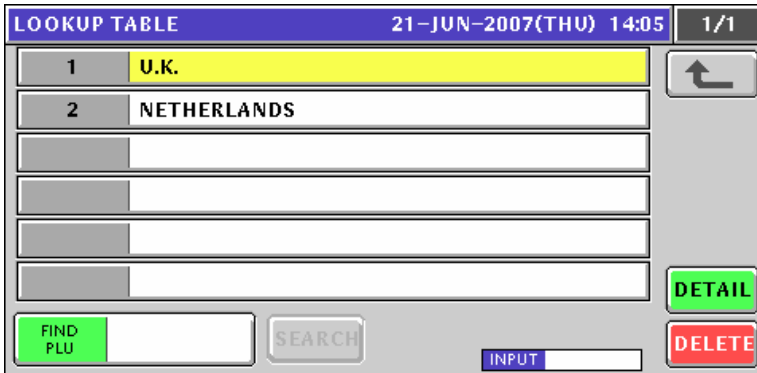 LOOKUP TABLE 21-JUN-2007(THU) 14:05 1/1
1 U.K.
2 NETHERLANDS
DETAIL
FIND PLU SEARCH
INPUT
DELETE